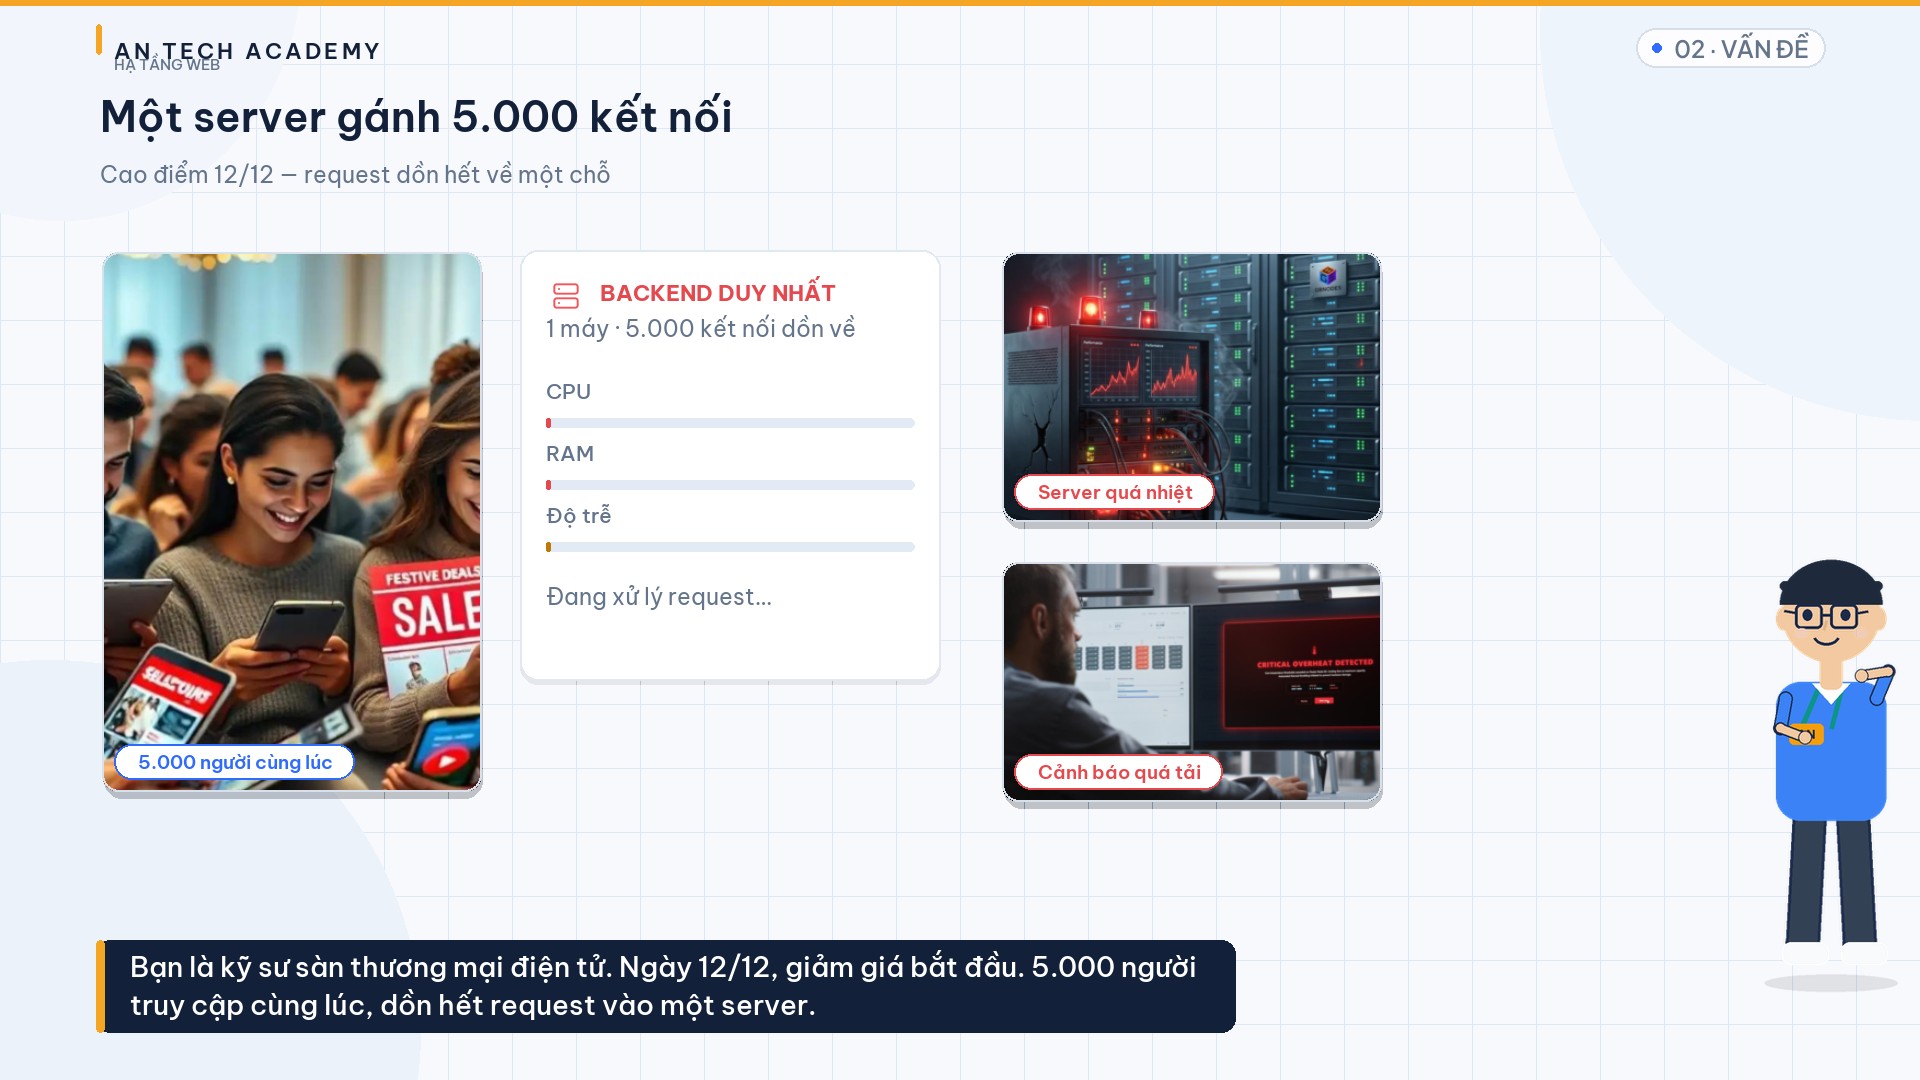 AN TECH ACADEMY
HẠ TẦNG WEB
02 · VẤN ĐỀ
Một server gánh 5.000 kết nối
Cao điểm 12/12 — request dồn hết về một chỗ
FESTIVE DEALS
SALE
5.000 người cùng lúc
BACKEND DUY NHẤT
1 máy · 5.000 kết nối dồn về
CPU
RAM
Độ trễ
Đang xử lý request...
Server quá nhiệt
CRITICAL OVERHEAT DETECTED
Cảnh báo quá tải
Bạn là kỹ sư sàn thương mại điện tử. Ngày 12/12, giảm giá bắt đầu. 5.000 người
truy cập cùng lúc, dồn hết request vào một server.